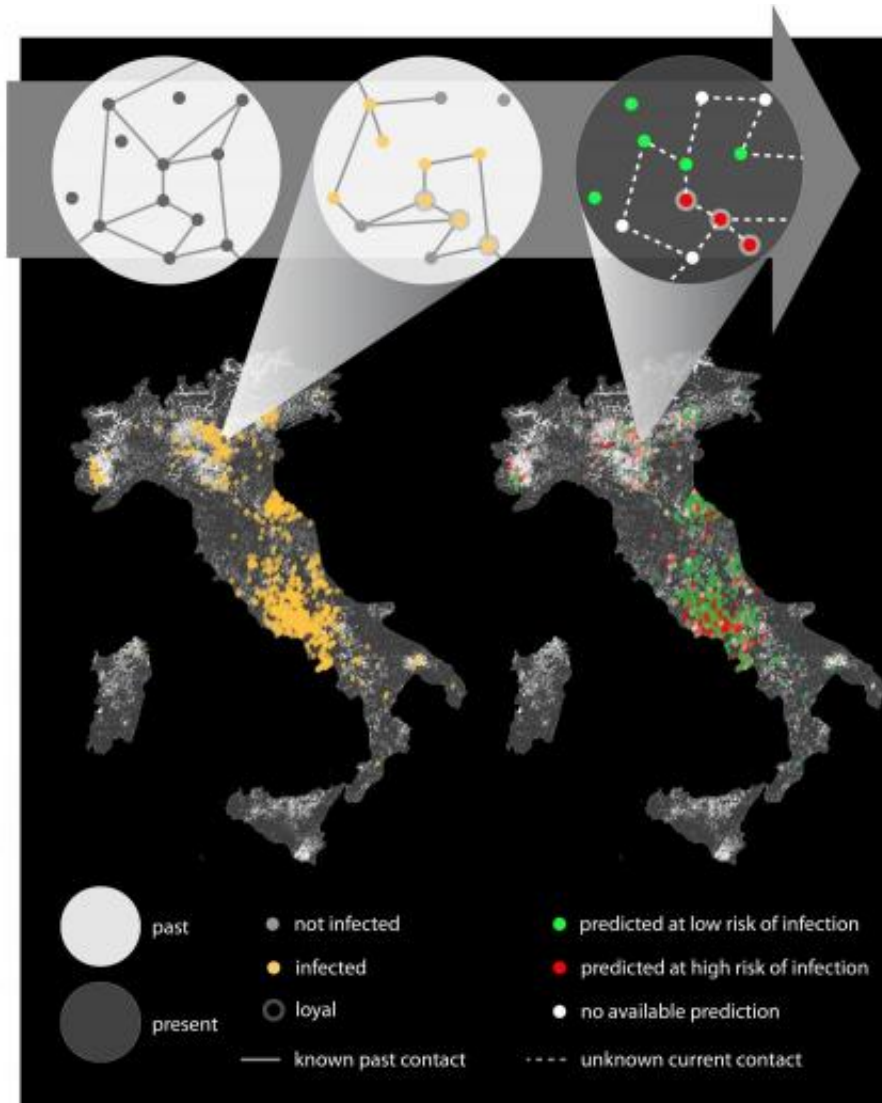 past
present
not infected
infected
loyal
known past contact
predicted at low risk of infection
predicted at high risk of infection
no available prediction
unknown current contact